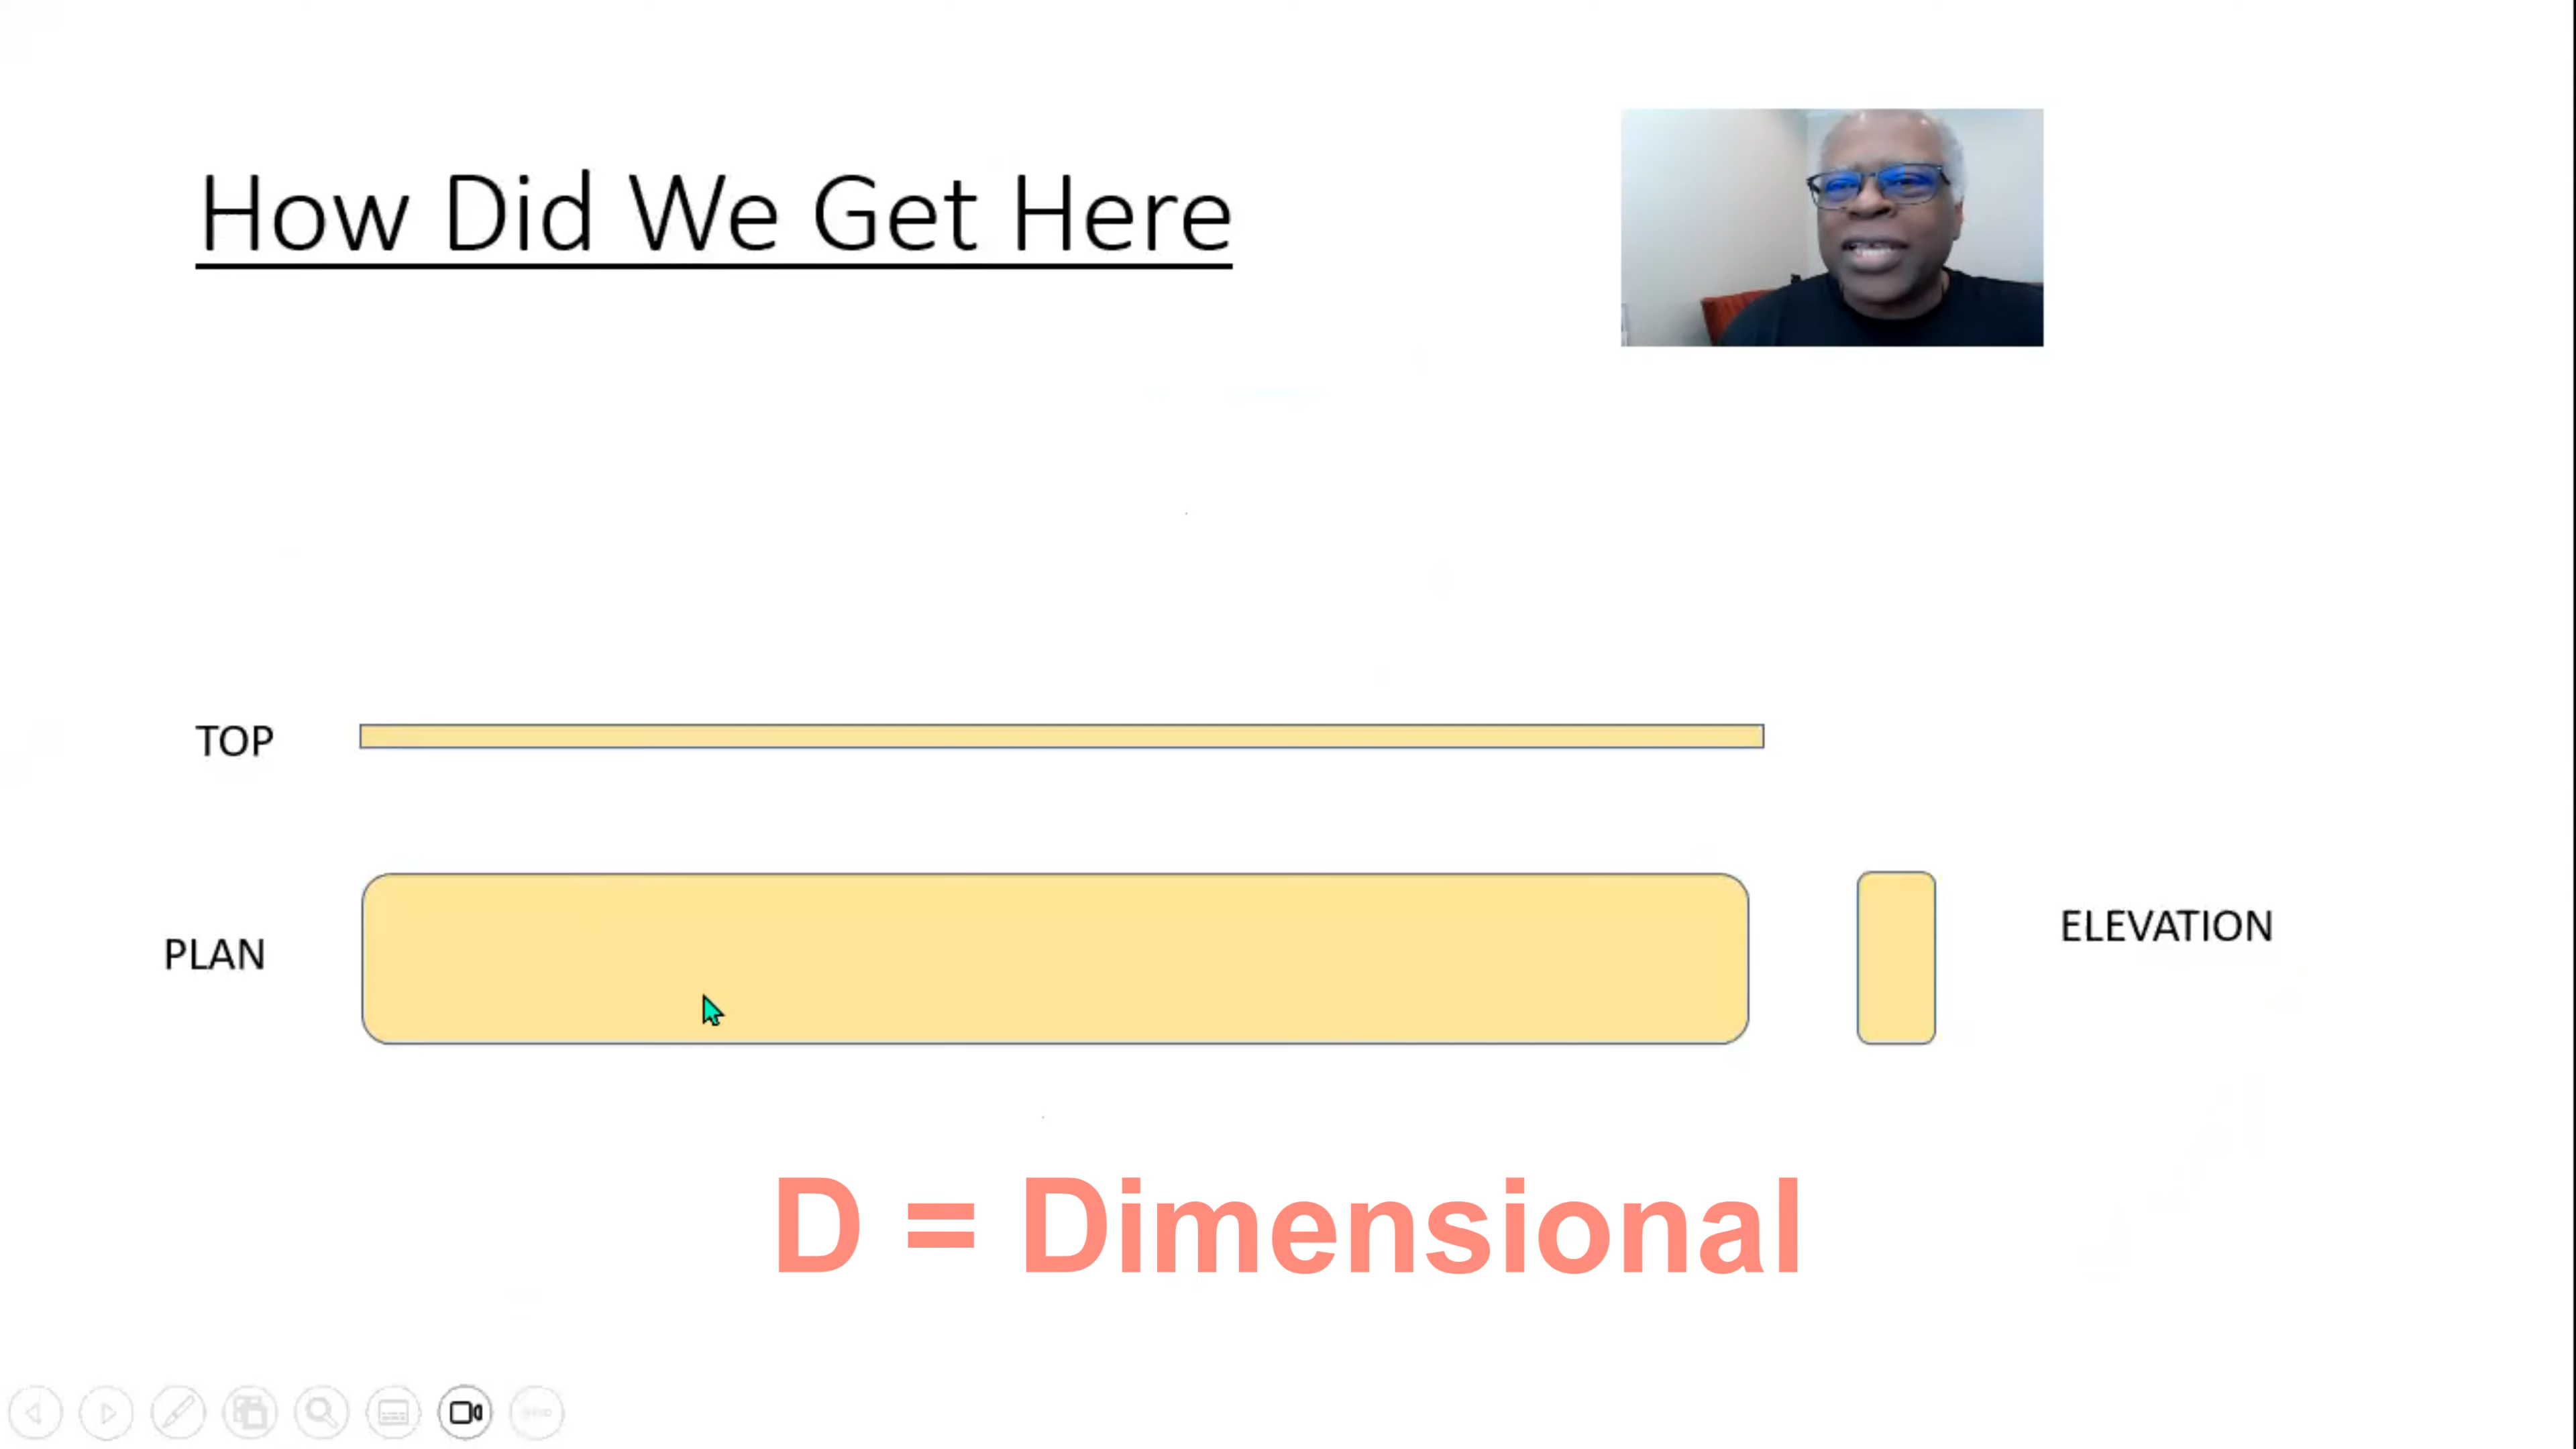 How Did We Get Here
TOP
PLAN
ELEVATION
D = Dimensional